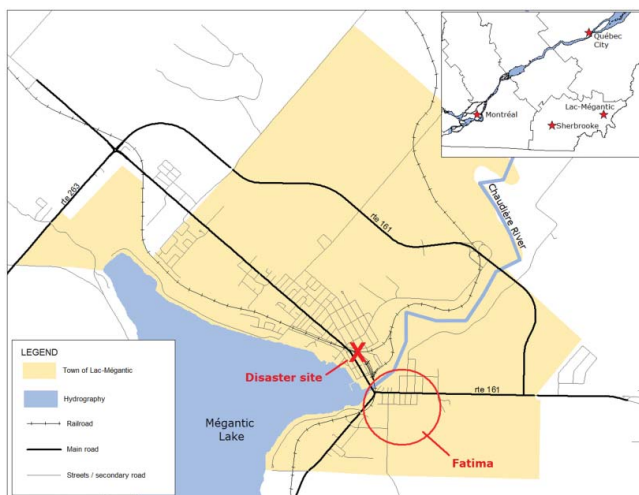 Québec
City
Montréal
Lac-Mégantic
Sherbrooke
rte 263
rte 161
Chaudière River
LEGEND
Town of Lac-Mégantic
Hydrography
Railroad
Main road
Streets / secondary road
Disaster site
rte 161
Mégantic
Lake
Fatima